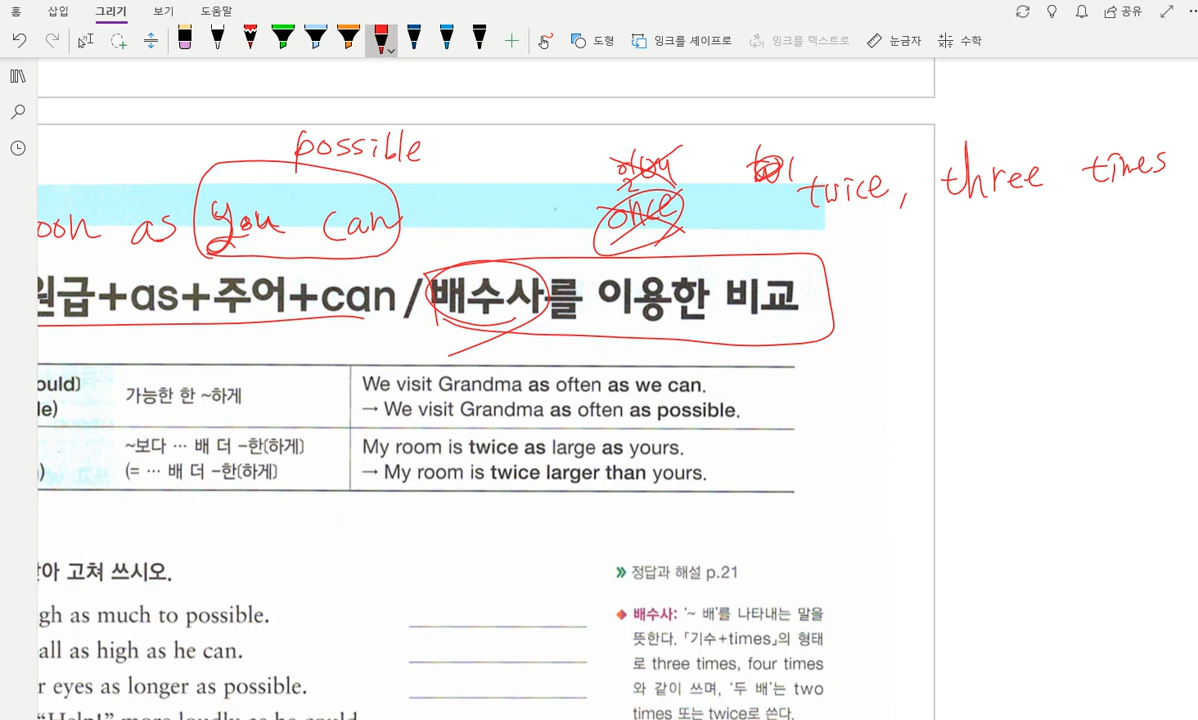 홈 삽입 그리기 보기 도움말
공유
도형 잉크를 셰이프로 잉크를 텍스트로 눈금자 수학
possible
twice, three times
once
oon as you can
원급+as+주어+can/배수사를 이용한 비교
ould) 가능한 한 ~하게 We visit Grandma as often as we can.
le) → We visit Grandma as often as possible.
~보다 … 배 더 -한(하게) My room is twice as large as yours.
) (= … 배 더 -한(하게) → My room is twice larger than yours.
아 고쳐 쓰시오.
» 정답과 해설 p.21
gh as much to possible.
all as high as he can.
r eyes as longer as possible.
"Help!" more loudly as he could.
배수사: '~ 배'를 나타내는 말을
뜻한다. 「기수+times」의 형태
로 three times, four times
와 같이 쓰며, '두 배'는 two
times 또는 twice로 쓴다.